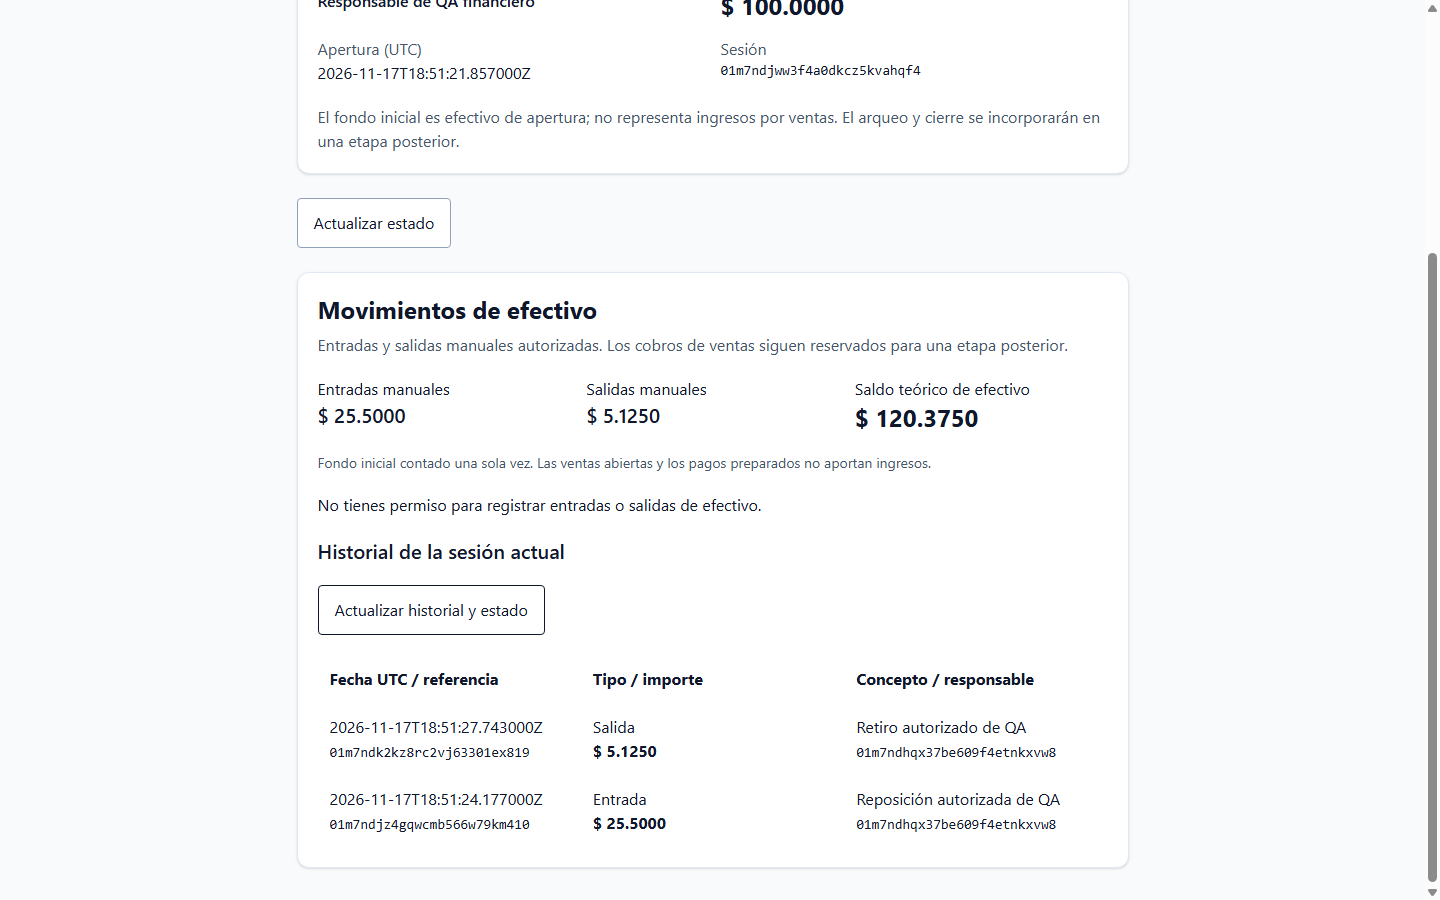 Responsable de QA financiero
$ 100.0000
Apertura (UTC)
2026-11-17T18:51:21.857000Z
Sesión
01m7ndjww3f4a0dkcz5kvahqf4
El fondo inicial es efectivo de apertura; no representa ingresos por ventas. El arqueo y cierre se incorporarán en
una etapa posterior.
Actualizar estado
Movimientos de efectivo
Entradas y salidas manuales autorizadas. Los cobros de ventas siguen reservados para una etapa posterior.
Entradas manuales
$ 25.5000
Salidas manuales
$ 5.1250
Saldo teórico de efectivo
$ 120.3750
Fondo inicial contado una sola vez. Las ventas abiertas y los pagos preparados no aportan ingresos.
No tienes permiso para registrar entradas o salidas de efectivo.
Historial de la sesión actual
Actualizar historial y estado
Fecha UTC / referencia
Tipo / importe
Concepto / responsable
2026-11-17T18:51:27.743000Z
01m7ndk2kz8rc2vj63301ex819
Salida
$ 5.1250
Retiro autorizado de QA
01m7ndhqx37be609f4etnkxvw8
2026-11-17T18:51:24.177000Z
01m7ndjz4gqwcmb566w79km410
Entrada
$ 25.5000
Reposición autorizada de QA
01m7ndhqx37be609f4etnkxvw8